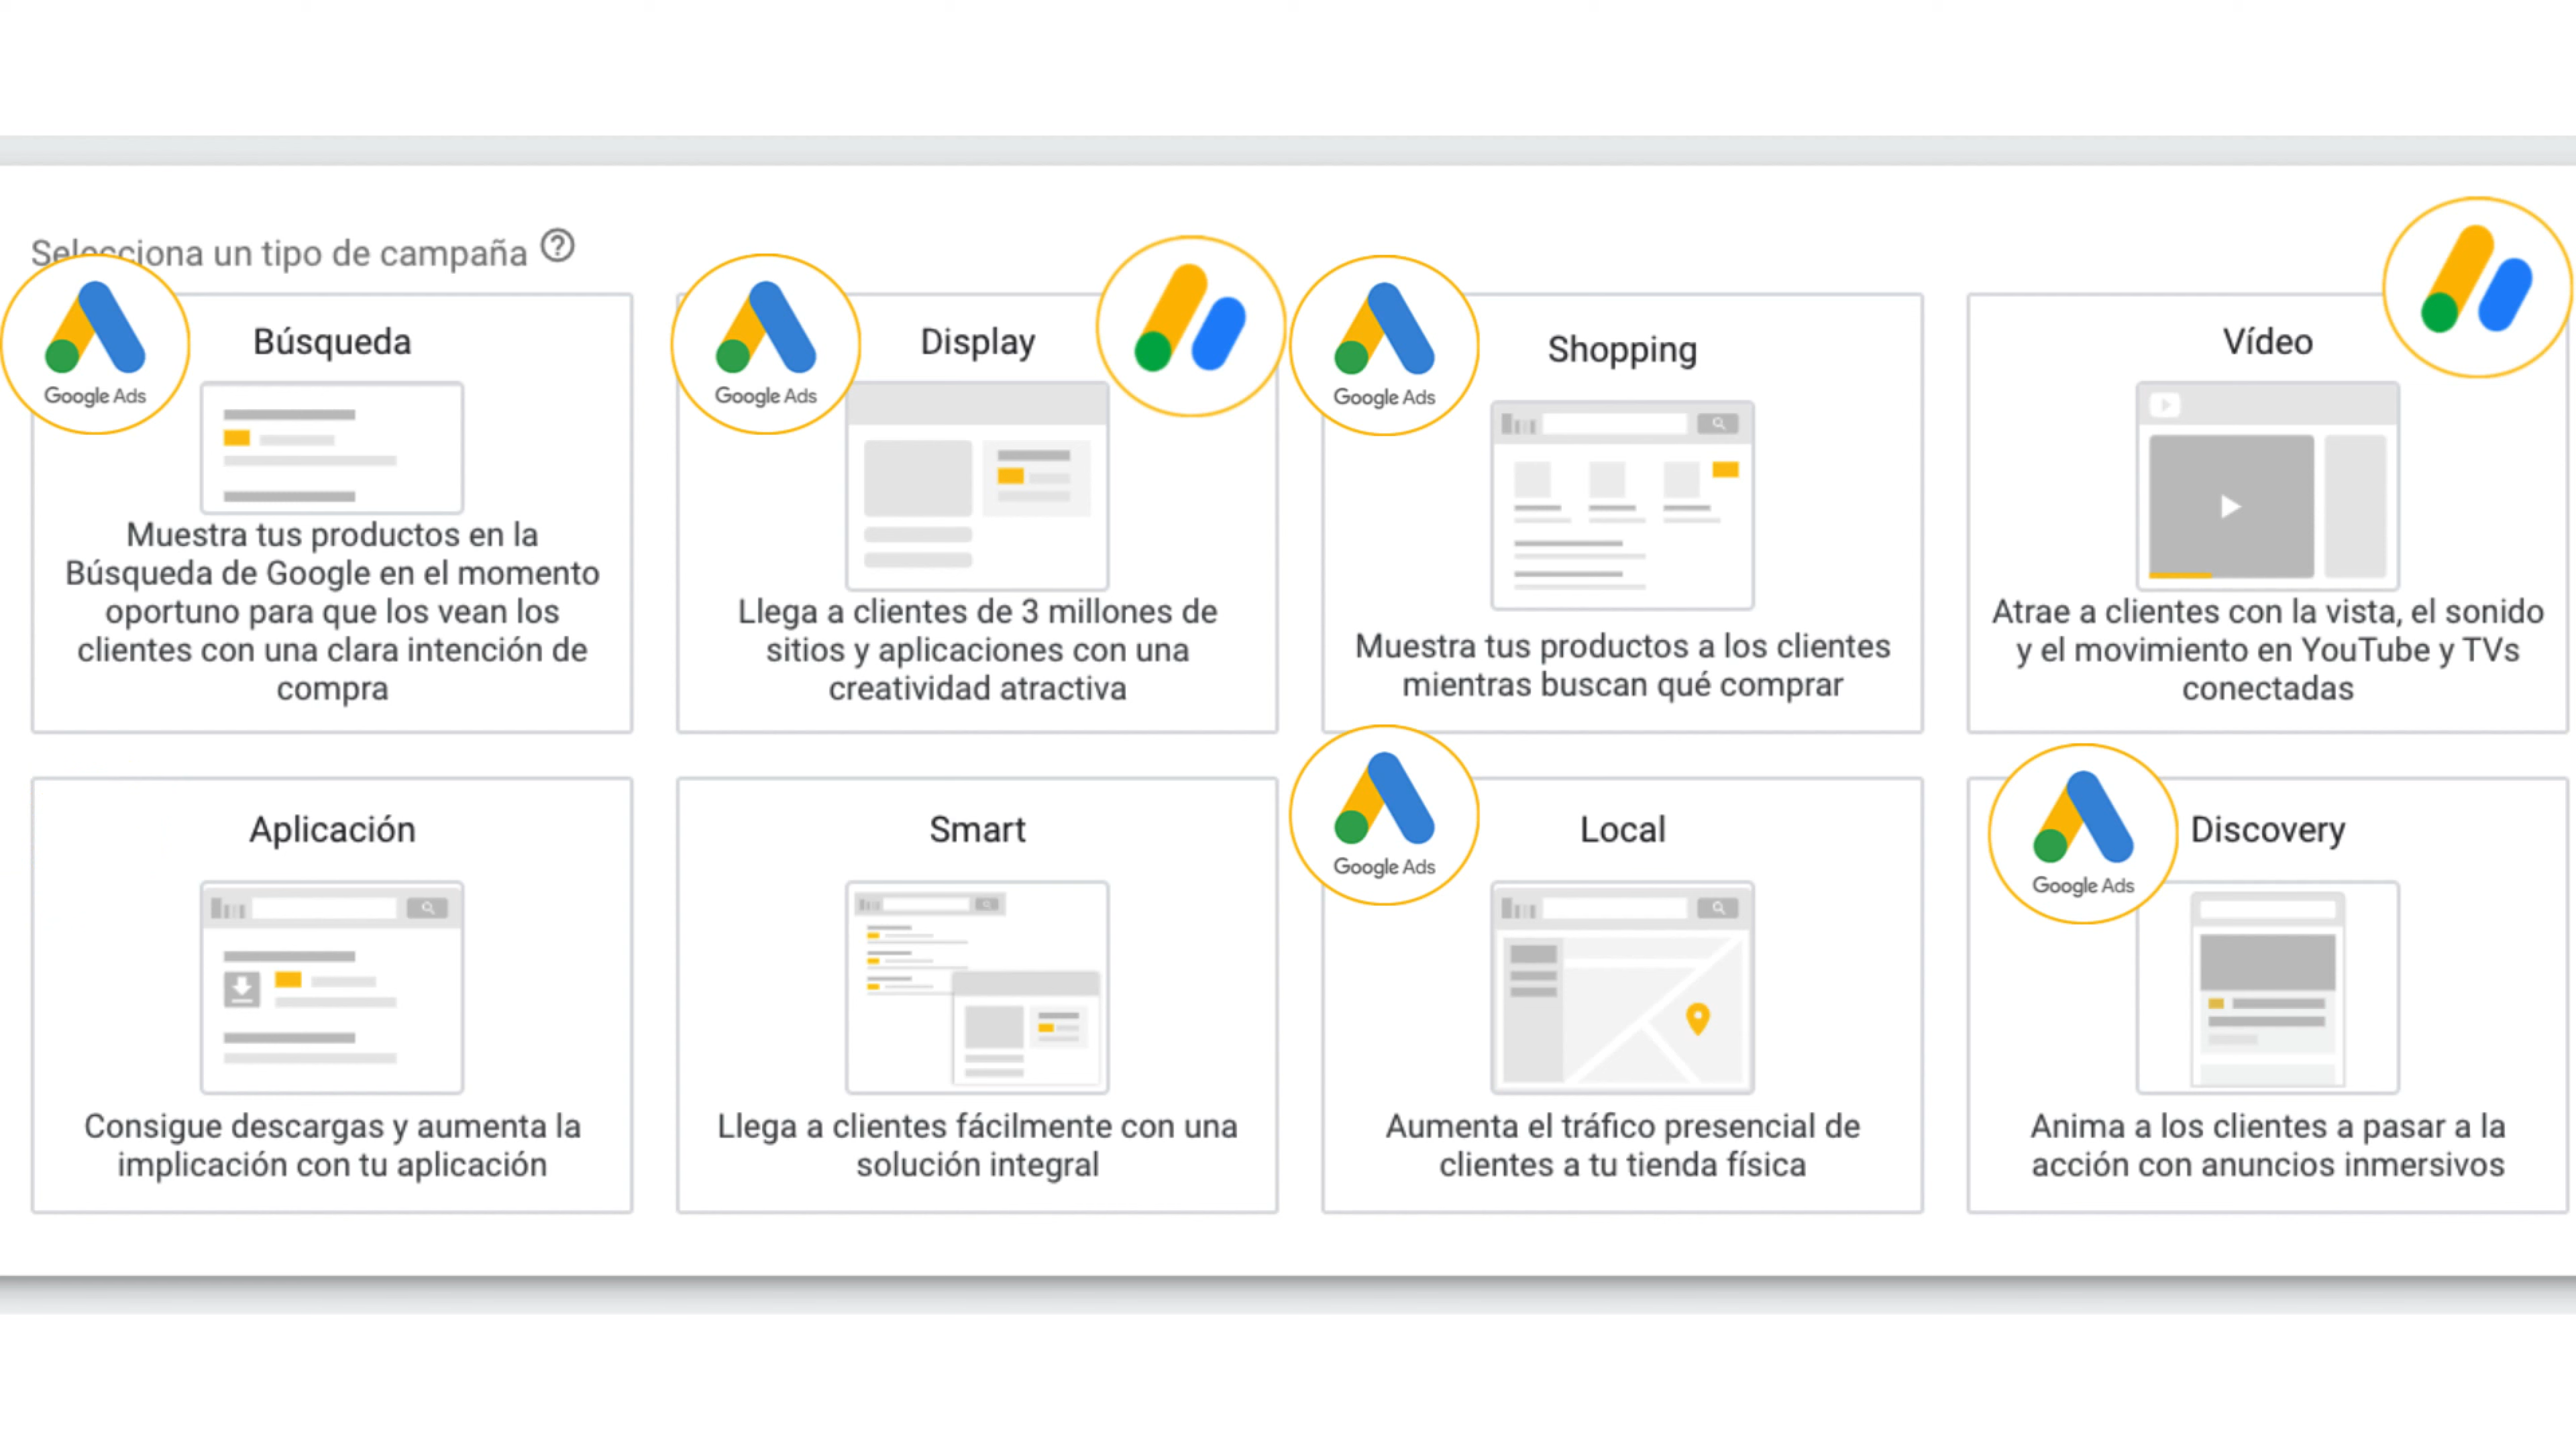 Selecciona un tipo de campaña
Google Ads
Búsqueda
Muestra tus productos en la
Búsqueda de Google en el momento
oportuno para que los vean los
clientes con una clara intención de
compra
Google Ads
Display
Llega a clientes de 3 millones de
sitios y aplicaciones con una
creatividad atractiva
Google Ads
Shopping
Muestra tus productos a los clientes
mientras buscan qué comprar
Vídeo
Atrae a clientes con la vista, el sonido
y el movimiento en YouTube y TVs
conectadas
Aplicación
Consigue descargas y aumenta la
implicación con tu aplicación
Smart
Llega a clientes fácilmente con una
solución integral
Google Ads
Local
Aumenta el tráfico presencial de
clientes a tu tienda física
Google Ads
Discovery
Anima a los clientes a pasar a la
acción con anuncios inmersivos